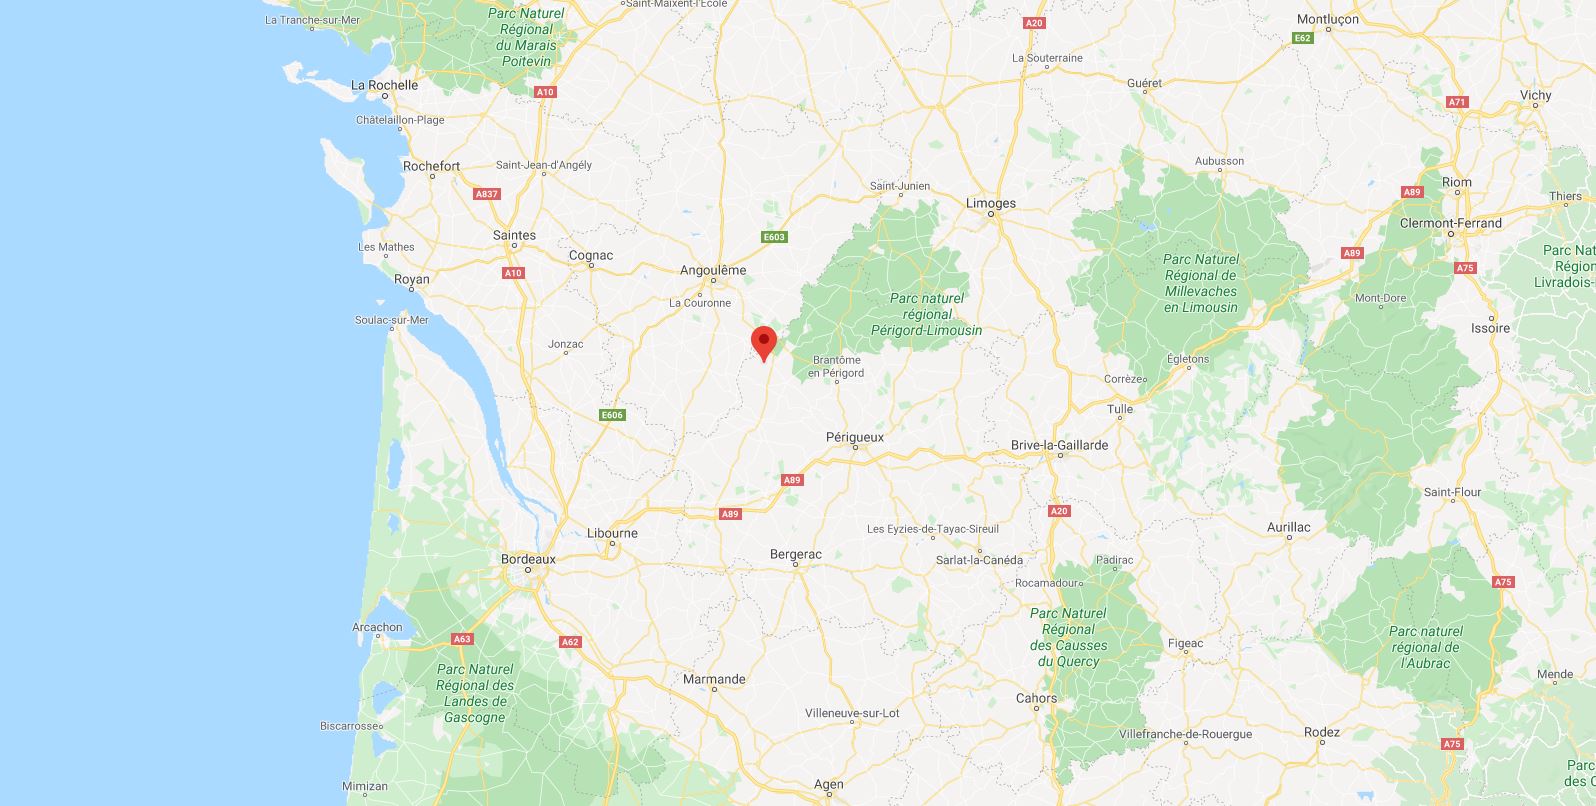 Saint-Maixent-l'École
La Tranche-sur-Mer
Parc Naturel
Régional
du Marais
Poitevin
A20
Montluçon
E62
La Souterraine
La Rochelle
A10
Guéret
Vichy
A71
Châtelaillon-Plage
Rochefort
Saint-Jean-d'Angély
Aubusson
A837
Saint-Junien
Limoges
Riom
A89
Thiers
Clermont-Ferrand
Saintes
E603
Les Mathes
Cognac
A10
Angoulême
A89
A75
Parc Nat
Région
Livradois-
Parc Naturel
Régional de
Millevaches
en Limousin
Royan
La Couronne
Parc naturel
régional
Périgord-Limousin
Mont-Dore
Soulac-sur-Mer
Issoire
Jonzac
Brantôme
en Périgord
Égletons
Corrèze
Tulle
E606
Périgueux
Brive-la-Gaillarde
A89
Saint-Flour
A89
A20
Libourne
Les Eyzies-de-Tayac-Sireuil
Aurillac
Bordeaux
Bergerac
Sarlat-la-Canéda
Padirac
Rocamadour
A75
Arcachon
A63
A62
Parc Naturel
Régional
des Causses
du Quercy
Parc naturel
régional de
l'Aubrac
Figeac
Parc Naturel
Régional des
Landes de
Gascogne
Marmande
Mende
Cahors
Biscarrosse
Villeneuve-sur-Lot
Villefranche-de-Rouergue
Rodez
A75
Mimizan
Agen
Parc
des C